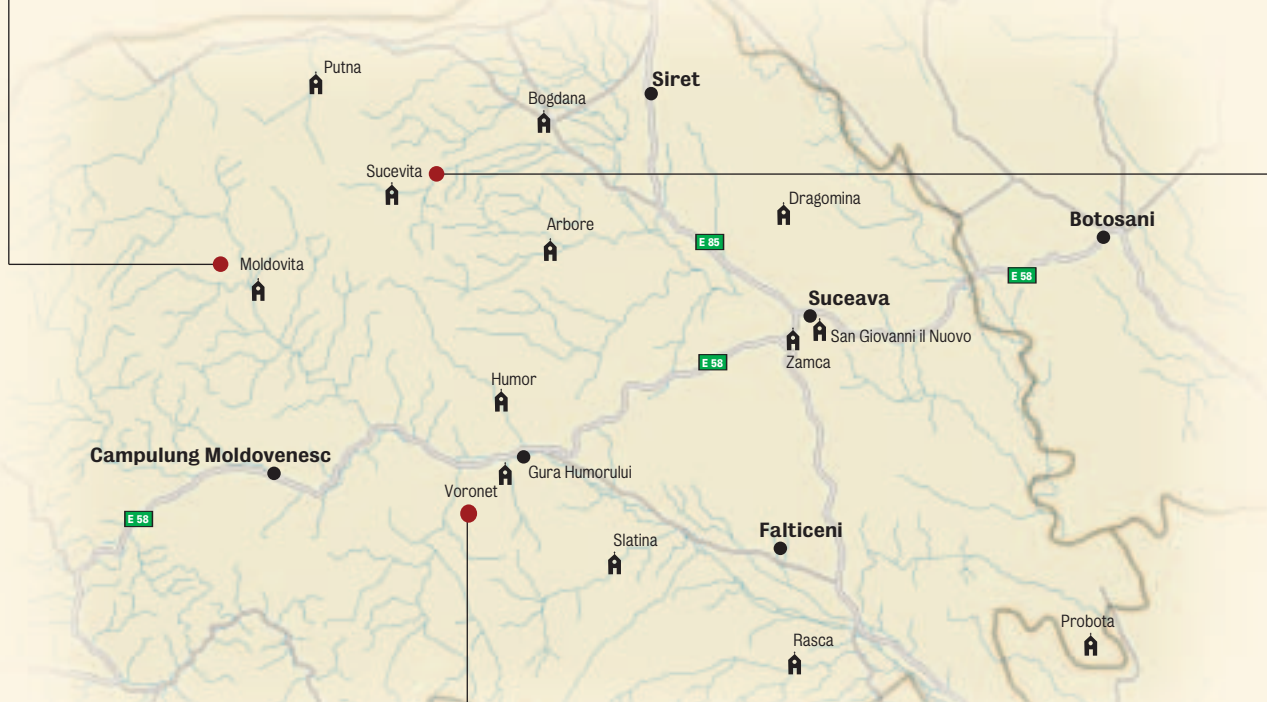 Putna
Siret
Bogdana
Sucevita
Dragomina
Botosani
Arbore
E 85
Moldovita
E 58
Suceava
San Giovanni il Nuovo
Zamca
E 58
Humor
Campulung Moldovenesc
Gura Humorului
Voronet
E 58
Falticeni
Slatina
Probota
Rasca